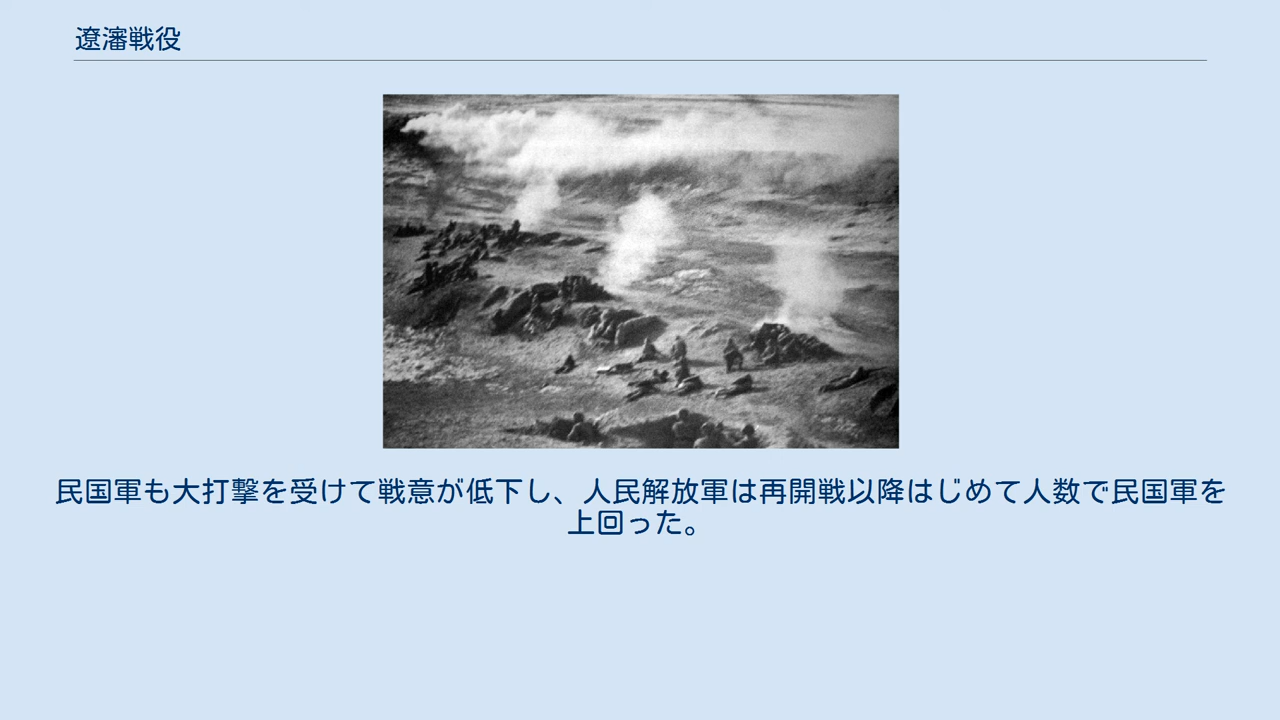 遼瀋戦役
民国軍も大打撃を受けて戦意が低下し、人民解放軍は再開戦以降はじめて人数で民国軍を
上回った。